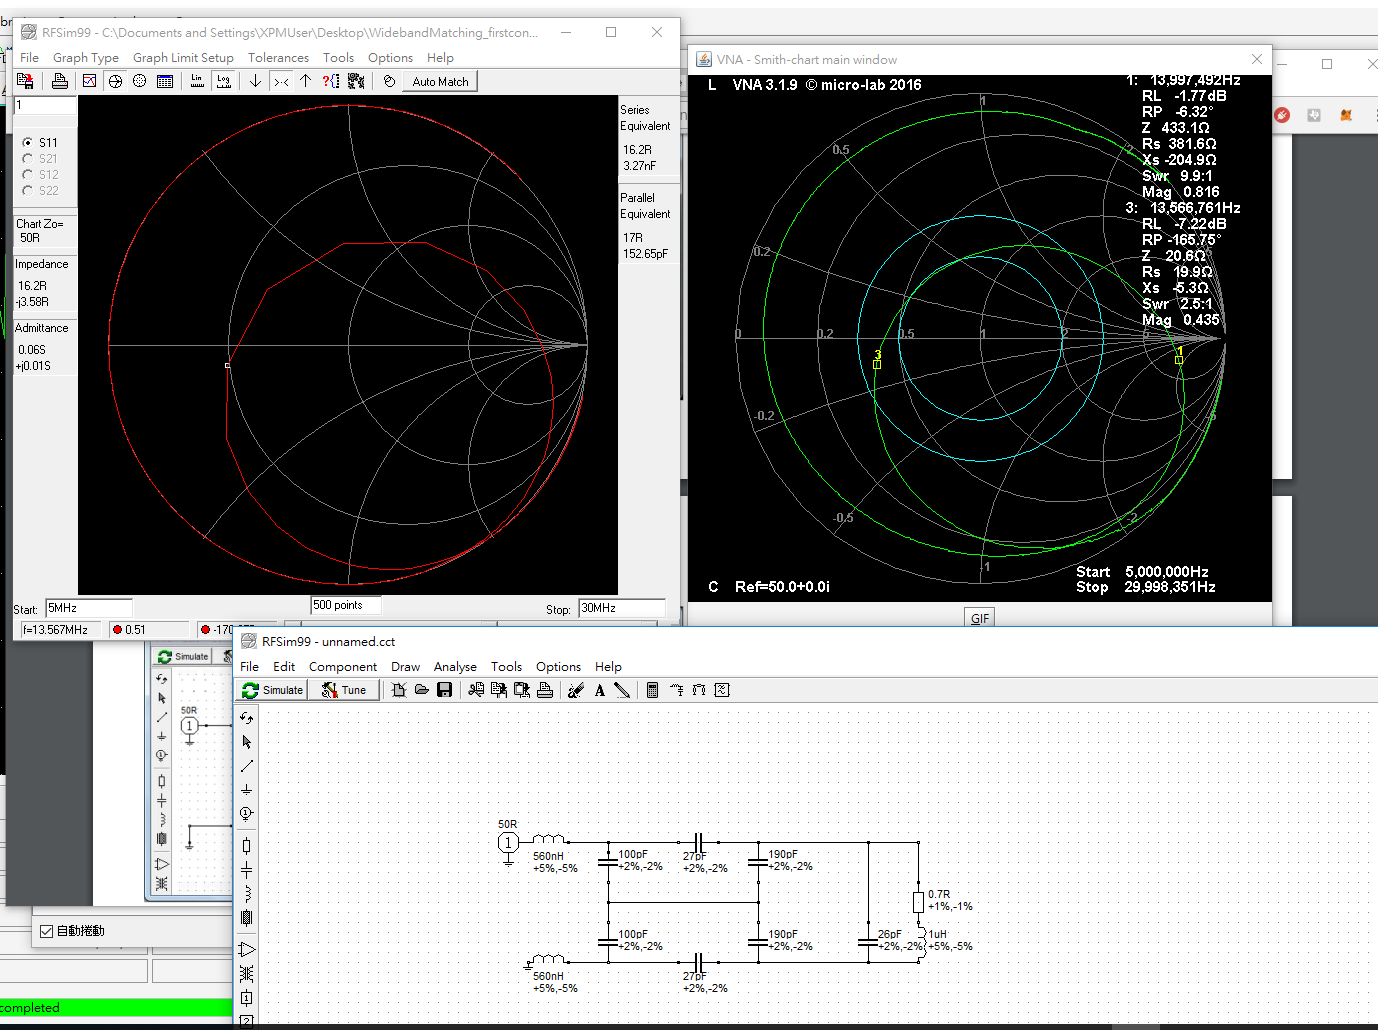 RFSim99 - C:\Documents and Settings\XPMUser\Desktop\WidebandMatching_firstcon...
File Graph Type Graph Limit Setup Tolerances Tools Options Help
Lin Log Auto Match
1
S11
S21
S12
S22
Chart Zo=
50R
Impedance
16.2R
-j3.58R
Admittance
0.06S
+j0.01S
Series
Equivalent
16.2R
3.27nF
Parallel
Equivalent
17R
152.65pF
Start: 5MHz 500 points Stop: 30MHz
f=13.567MHz 0.51
VNA - Smith-chart main window
L VNA 3.1.9 © micro-lab 2016
1: 13,997,492Hz
RL -1.77dB
RP -6.32°
Z 433.1Ω
Rs 381.6Ω
Xs -204.9Ω
Swr 9.9:1
Mag 0.816
3: 13,566,761Hz
RL -7.22dB
RP -165.75°
Z 20.6Ω
Rs 19.9Ω
Xs -5.3Ω
Swr 2.5:1
Mag 0.435
1
0.5
2
0.2
0 0.2 0.5 1 2
3 1
-0.2
-0.5
-2
-1
Start 5,000,000Hz
Stop 29,998,351Hz
C Ref=50.0+0.0i
GIF
Simulate
50R
1
自動捲動
completed
RFSim99 - unnamed.cct
File Edit Component Draw Analyse Tools Options Help
Simulate Tune A
50R
1
560nH
+5%,-5%
100pF
+2%,-2%
27pF
+2%,-2%
190pF
+2%,-2%
0.7R
+1%,-1%
100pF
+2%,-2%
190pF
+2%,-2%
26pF
+2%,-2%
1uH
+5%,-5%
560nH
+5%,-5%
27pF
+2%,-2%
1
2